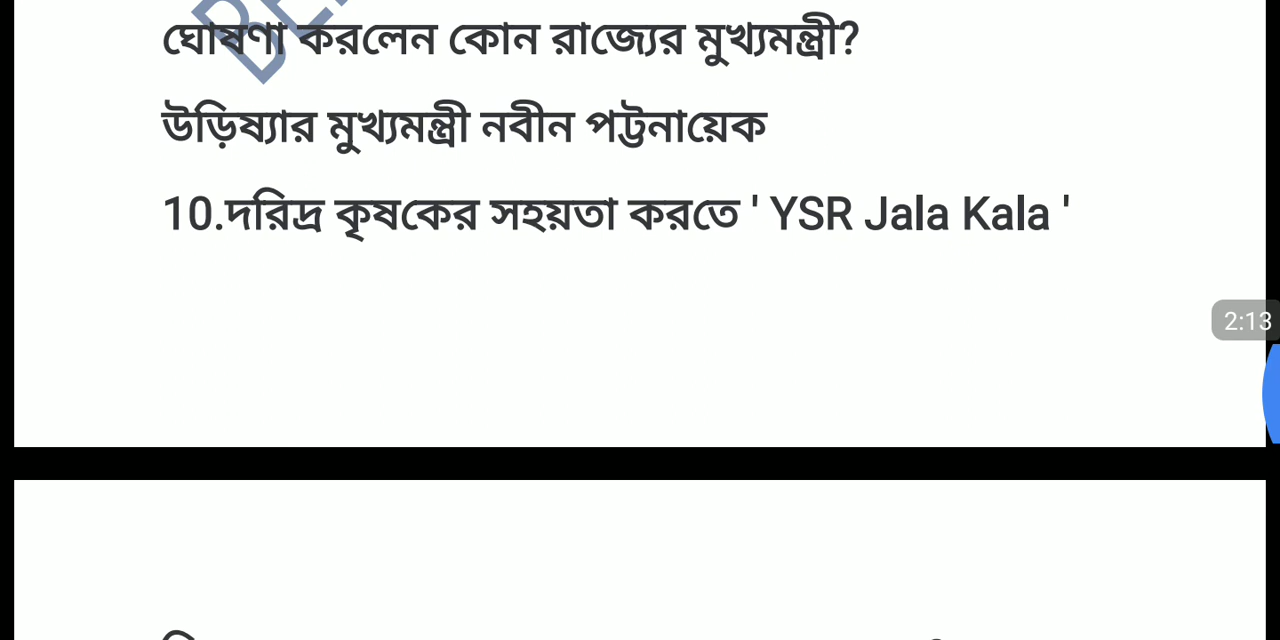 ঘোষণা করলেন কোন রাজ্যের মুখ্যমন্ত্রী?
উড়িষ্যার মুখ্যমন্ত্রী নবীন পট্টনায়েক
10.দরিদ্র কৃষকের সহয়তা করতে ' YSR Jala Kala '
2:13